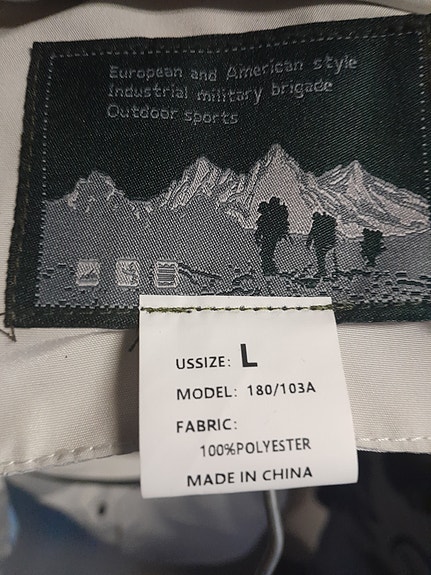 European and American style
Industrial military brigade
Outdoor sports
USSIZE: L
MODEL: 180/103A
FABRIC:
100%POLYESTER
MADE IN CHINA